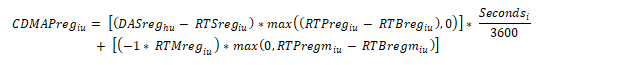 CDMAPreg_iu = [(DASreg_hu − RTSreg_iu) * max((RTPreg_iu − RTBreg_iu), 0)] * Seconds_i / 3600
+ [(−1 * RTMreg_iu) * max(0, RTPregm_iu − RTBregm_iu)]